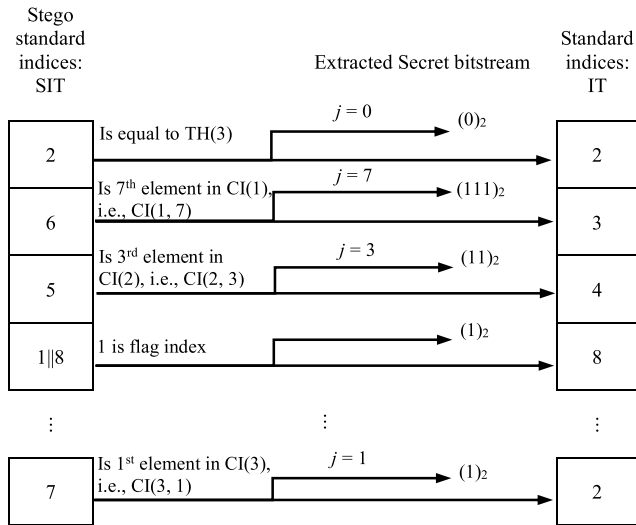 Stego
standard
indices:
SIT
Extracted Secret bitstream
Standard
indices:
IT
2
Is equal to TH(3)
j = 0
(0)₂
2
6
Is 7ᵗʰ element in CI(1),
i.e., CI(1, 7)
j = 7
(111)₂
3
5
Is 3ʳᵈ element in
CI(2), i.e., CI(2, 3)
j = 3
(11)₂
4
1||8
1 is flag index
(1)₂
8
⋮
⋮
⋮
7
Is 1ˢᵗ element in CI(3),
i.e., CI(3, 1)
j = 1
(1)₂
2